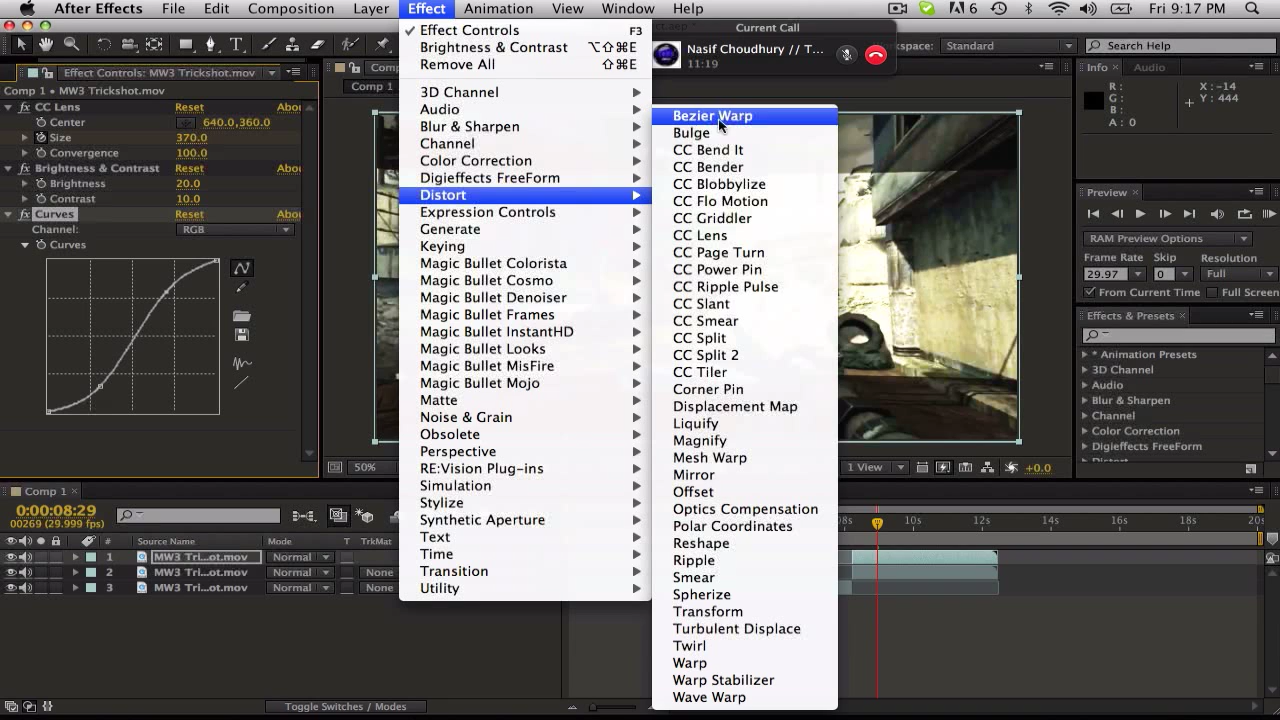 After Effects File Edit Composition Layer Effect Animation View Window Help 6 Fri 9:17 PM
Effect Controls F3
Brightness & Contrast ⌥⇧⌘E
Remove All ⇧⌘E
3D Channel
Audio
Blur & Sharpen
Channel
Color Correction
Digieffects FreeForm
Distort
Expression Controls
Generate
Keying
Magic Bullet Colorista
Magic Bullet Cosmo
Magic Bullet Denoiser
Magic Bullet Frames
Magic Bullet InstantHD
Magic Bullet Looks
Magic Bullet MisFire
Magic Bullet Mojo
Matte
Noise & Grain
Obsolete
Perspective
RE:Vision Plug-ins
Simulation
Stylize
Synthetic Aperture
Text
Time
Transition
Utility
Bezier Warp
Bulge
CC Bend It
CC Bender
CC Blobbylize
CC Flo Motion
CC Griddler
CC Lens
CC Page Turn
CC Power Pin
CC Ripple Pulse
CC Slant
CC Smear
CC Split
CC Split 2
CC Tiler
Corner Pin
Displacement Map
Liquify
Magnify
Mesh Warp
Mirror
Offset
Optics Compensation
Polar Coordinates
Reshape
Ripple
Smear
Spherize
Transform
Turbulent Displace
Twirl
Warp
Warp Stabilizer
Wave Warp
Current Call
Nasif Choudhury // T...
11:19
Standard
Search Help
Effect Controls: MW3 Trickshot.mov
Comp 1 • MW3 Trickshot.mov
CC Lens Reset
Center 640.0,360.0
Size 370.0
Convergence 100.0
Brightness & Contrast Reset
Brightness 20.0
Contrast 10.0
Curves Reset
Channel: RGB
Curves
Comp 1
50%
1 View
+0.0
Info Audio
R: X: -14
G: Y: 444
B:
A: 0
Preview
RAM Preview Options
Frame Rate Skip Resolution
29.97 0 Full
From Current Time Full Screen
Effects & Presets
* Animation Presets
3D Channel
Audio
Blur & Sharpen
Channel
Color Correction
Digieffects FreeForm
Comp 1
0:00:08:29
00269 (29.999 fps)
# Source Name Mode T TrkMat
1 MW3 Tri...ot.mov Normal
2 MW3 Tri...ot.mov Normal None
3 MW3 Tri...ot.mov Normal None
10s 12s 14s 16s 18s 20s
Toggle Switches / Modes